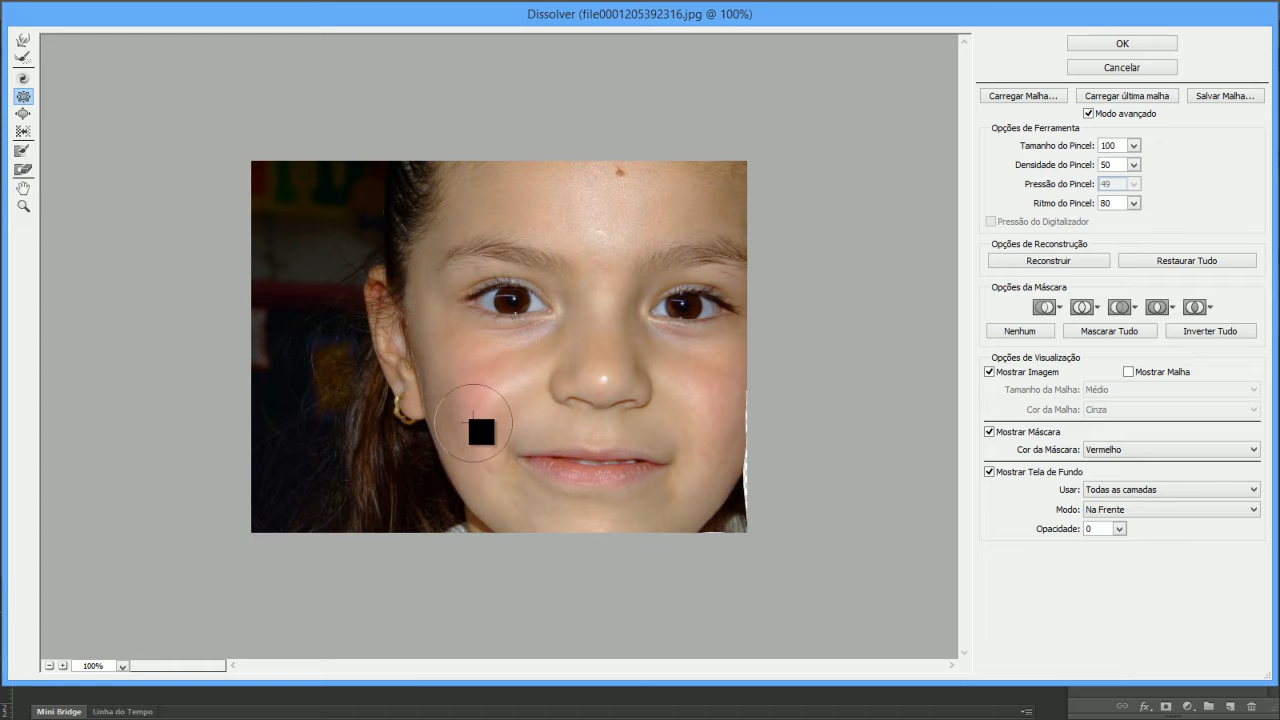 Dissolver (file0001205392316.jpg @ 100%)
OK
Cancelar
Carregar Malha...
Carregar última malha
Salvar Malha...
Modo avançado
Opções de Ferramenta
Tamanho do Pincel: 100
Densidade do Pincel: 50
Pressão do Pincel: 49
Ritmo do Pincel: 80
Pressão do Digitalizador
Opções de Reconstrução
Reconstruir
Restaurar Tudo
Opções da Máscara
Nenhum
Mascarar Tudo
Inverter Tudo
Opções de Visualização
Mostrar Imagem
Mostrar Malha
Tamanho da Malha: Médio
Cor da Malha: Cinza
Mostrar Máscara
Cor da Máscara: Vermelho
Mostrar Tela de Fundo
Usar: Todas as camadas
Modo: Na Frente
Opacidade: 0
100%
Mini Bridge
Linha do Tempo
fx